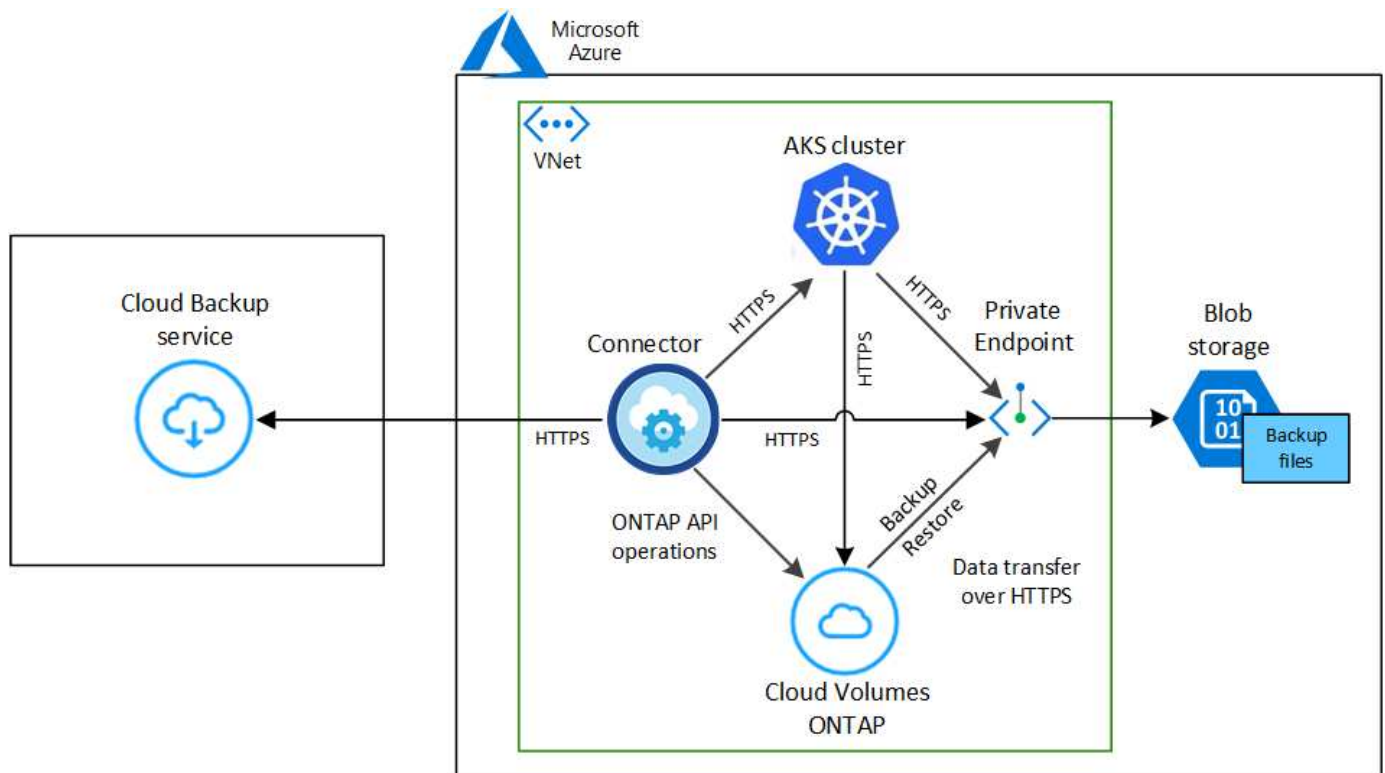 Microsoft
Azure
VNet
AKS cluster
Cloud Backup
service
Connector
HTTPS
HTTPS
HTTPS
Private
Endpoint
Blob
storage
10
01
Backup
files
HTTPS
HTTPS
ONTAP API
operations
Backup
Restore
Data transfer
over HTTPS
Cloud Volumes
ONTAP